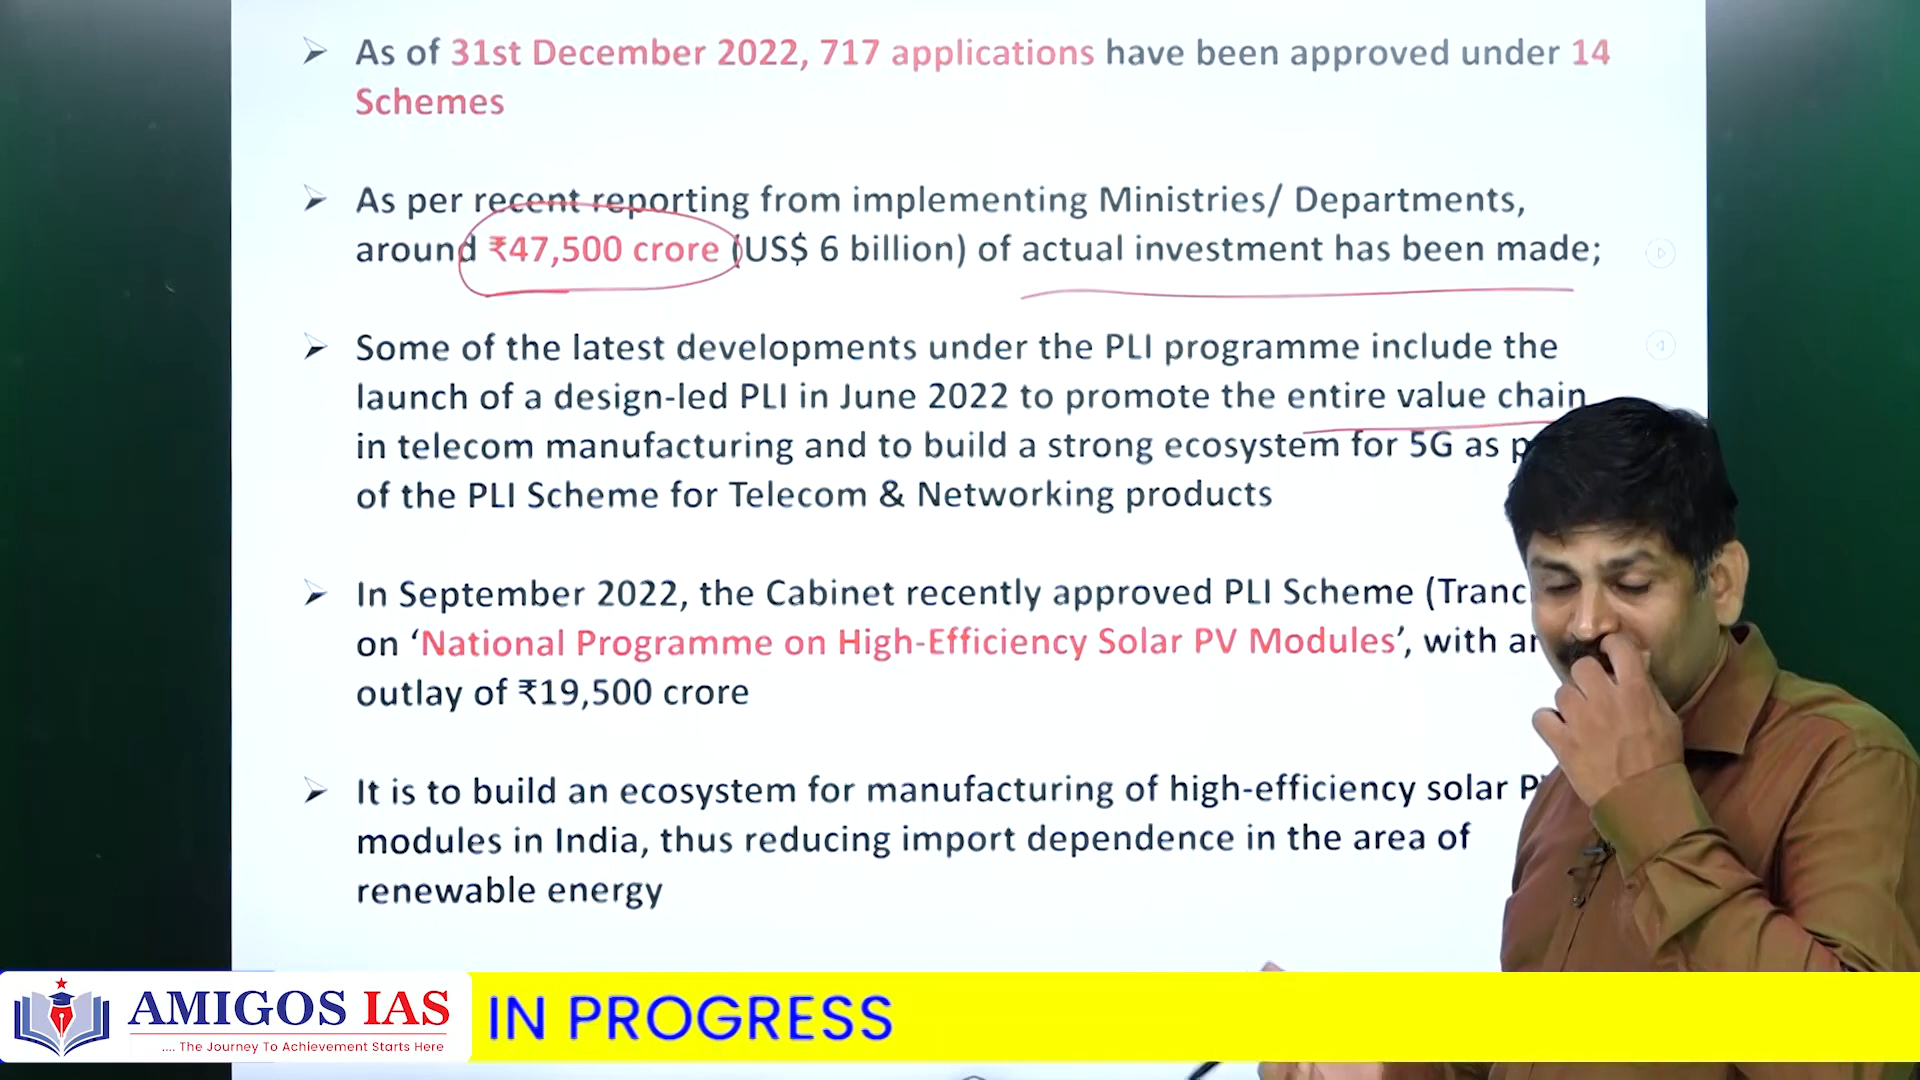 As of 31st December 2022, 717 applications have been approved under 14
Schemes
As per recent reporting from implementing Ministries/ Departments,
around ₹47,500 crore (US$ 6 billion) of actual investment has been made;
Some of the latest developments under the PLI programme include the
launch of a design-led PLI in June 2022 to promote the entire value chain
in telecom manufacturing and to build a strong ecosystem for 5G as
of the PLI Scheme for Telecom & Networking products
In September 2022, the Cabinet recently approved PLI Scheme
on ‘National Programme on High-Efficiency Solar PV Modules’, with
outlay of ₹19,500 crore
It is to build an ecosystem for manufacturing of high-efficiency solar
modules in India, thus reducing import dependence in the area of
renewable energy
AMIGOS IAS
.... The Journey To Achievement Starts Here
IN PROGRESS